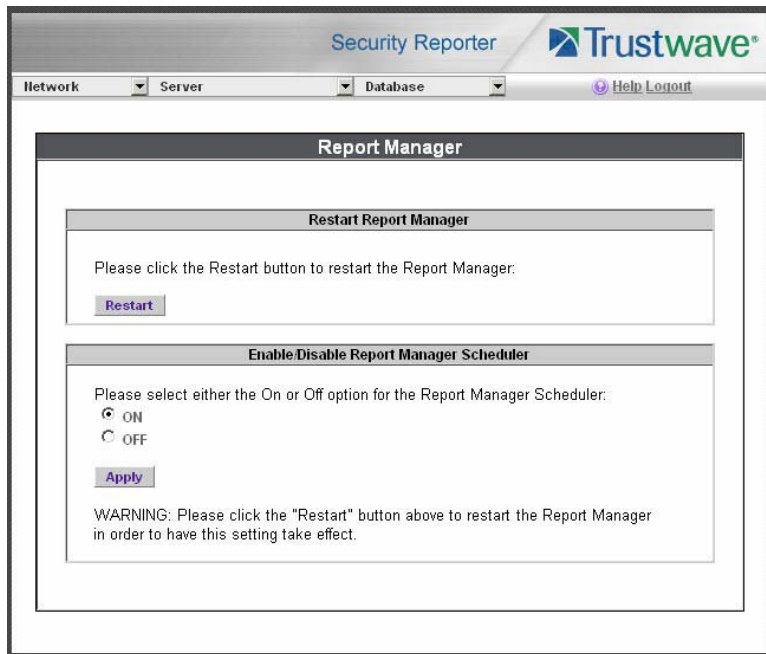 Security Reporter
Trustwave®
Network Server Database Help Logout
Report Manager
Restart Report Manager
Please click the Restart button to restart the Report Manager:
Restart
Enable/Disable Report Manager Scheduler
Please select either the On or Off option for the Report Manager Scheduler:
ON
OFF
Apply
WARNING: Please click the "Restart" button above to restart the Report Manager
in order to have this setting take effect.